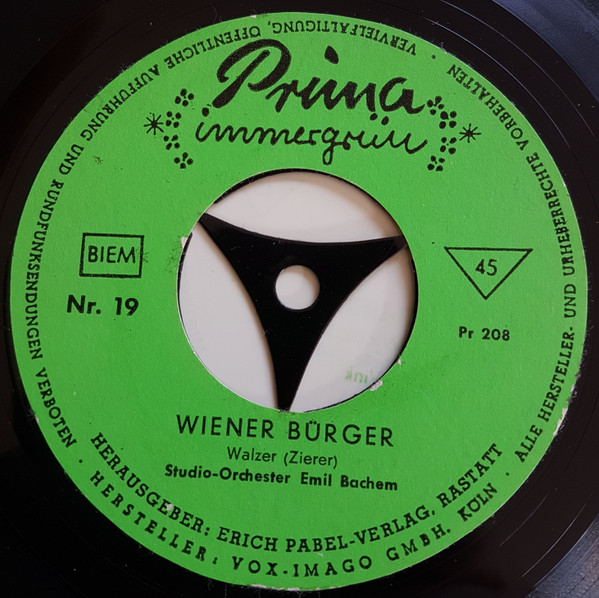 Prima
immergrün
BIEM
Nr. 19
45
Pr 208
WIENER BÜRGER
Walzer (Zierer)
Studio-Orchester Emil Bachem
HERAUSGEBER: ERICH PABEL-VERLAG, RASTATT
HERSTELLER: VOX-IMAGO GMBH. KÖLN · ALLE HERSTELLER- UND URHEBERRECHTE VORBEHALTEN · VERVIELFÄLTIGUNG, ÖFFENTLICHE AUFFÜHRUNG UND RUNDFUNKSENDUNGEN VERBOTEN ·